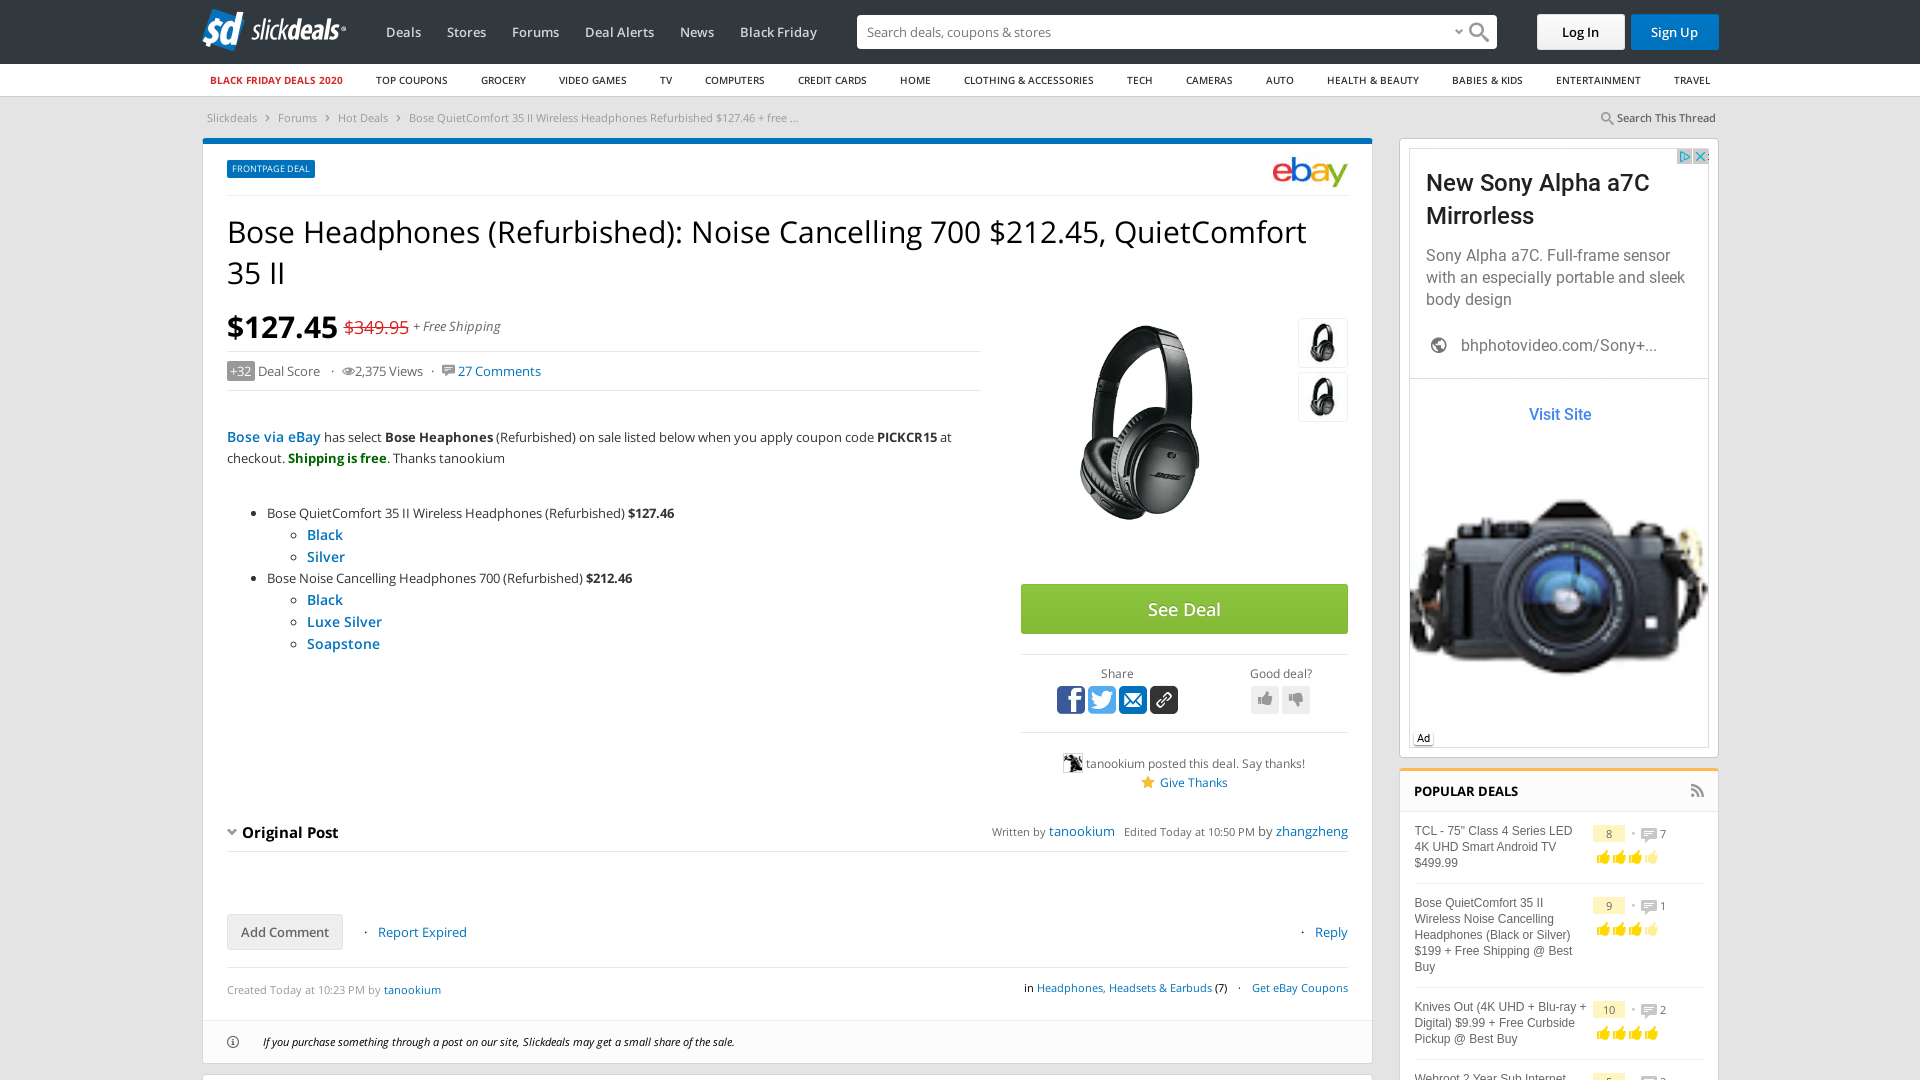 slickdeals
Deals
Stores
Forums
Deal Alerts
News
Black Friday
Search deals, coupons & stores
Log In
Sign Up
BLACK FRIDAY DEALS 2020
TOP COUPONS
GROCERY
VIDEO GAMES
TV
COMPUTERS
CREDIT CARDS
HOME
CLOTHING & ACCESSORIES
TECH
CAMERAS
AUTO
HEALTH & BEAUTY
BABIES & KIDS
ENTERTAINMENT
TRAVEL
Slickdeals › Forums › Hot Deals › Bose QuietComfort 35 II Wireless Headphones Refurbished $127.46 + free ...
Search This Thread
FRONTPAGE DEAL
ebay
Bose Headphones (Refurbished): Noise Cancelling 700 $212.45, QuietComfort
35 II
$127.45 $349.95 + Free Shipping
+32 Deal Score · 2,375 Views · 27 Comments
Bose via eBay has select Bose Heaphones (Refurbished) on sale listed below when you apply coupon code PICKCR15 at
checkout. Shipping is free. Thanks tanookium
Bose QuietComfort 35 II Wireless Headphones (Refurbished) $127.46
Black
Silver
Bose Noise Cancelling Headphones 700 (Refurbished) $212.46
Black
Luxe Silver
Soapstone
BOSE
See Deal
Share
Good deal?
tanookium posted this deal. Say thanks!
Give Thanks
Original Post
Written by tanookium Edited Today at 10:50 PM by zhangzheng
Add Comment · Report Expired
· Reply
Created Today at 10:23 PM by tanookium
in Headphones, Headsets & Earbuds (7) · Get eBay Coupons
If you purchase something through a post on our site, Slickdeals may get a small share of the sale.
New Sony Alpha a7C
Mirrorless
Sony Alpha a7C. Full-frame sensor
with an especially portable and sleek
body design
bhphotovideo.com/Sony+...
Visit Site
Ad
POPULAR DEALS
TCL - 75" Class 4 Series LED
4K UHD Smart Android TV
$499.99
8 · 7
Bose QuietComfort 35 II
Wireless Noise Cancelling
Headphones (Black or Silver)
$199 + Free Shipping @ Best
Buy
9 · 1
Knives Out (4K UHD + Blu-ray +
Digital) $9.99 + Free Curbside
Pickup @ Best Buy
10 · 2
Webroot 2 Year Sub Internet